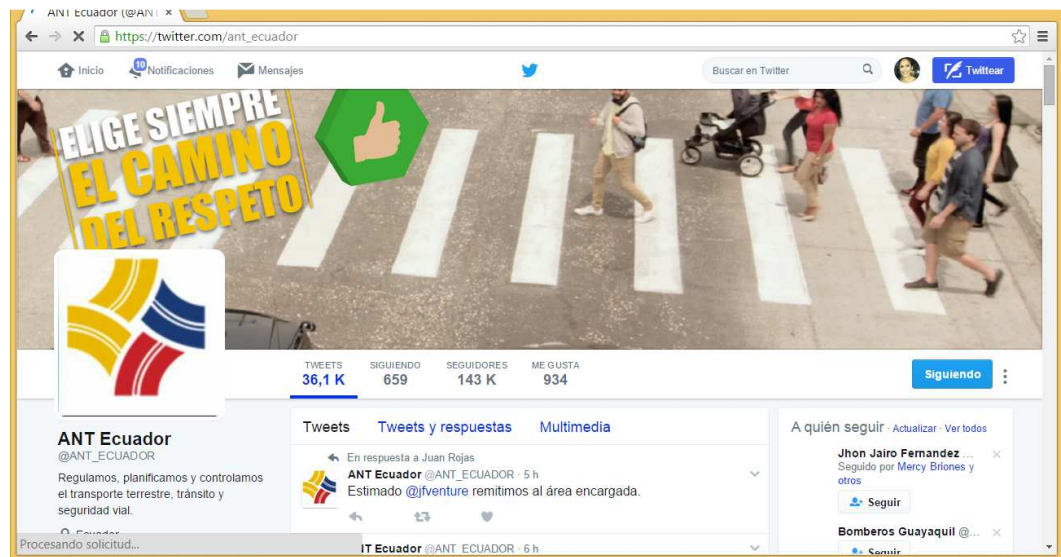 ANT Ecuador (@ANT
https://twitter.com/ant_ecuador
Inicio
10
Notificaciones
Mensajes
Buscar en Twitter
Twittear
ELIGE SIEMPRE
EL CAMINO
DEL RESPETO
TWEETS
36,1 K
SIGUIENDO
659
SEGUIDORES
143 K
ME GUSTA
934
Siguiendo
ANT Ecuador
@ANT_ECUADOR
Regulamos, planificamos y controlamos
el transporte terrestre, tránsito y
seguridad vial.
Ecuador
Procesando solicitud...
Tweets
Tweets y respuestas
Multimedia
En respuesta a Juan Rojas
ANT Ecuador @ANT_ECUADOR · 5 h
Estimado @jfventure remitimos al área encargada.
ANT Ecuador @ANT_ECUADOR · 6 h
A quién seguir · Actualizar · Ver todos
Jhon Jairo Fernandez ...
Seguido por Mercy Briones y
otros
Seguir
Bomberos Guayaquil @...
Seguir